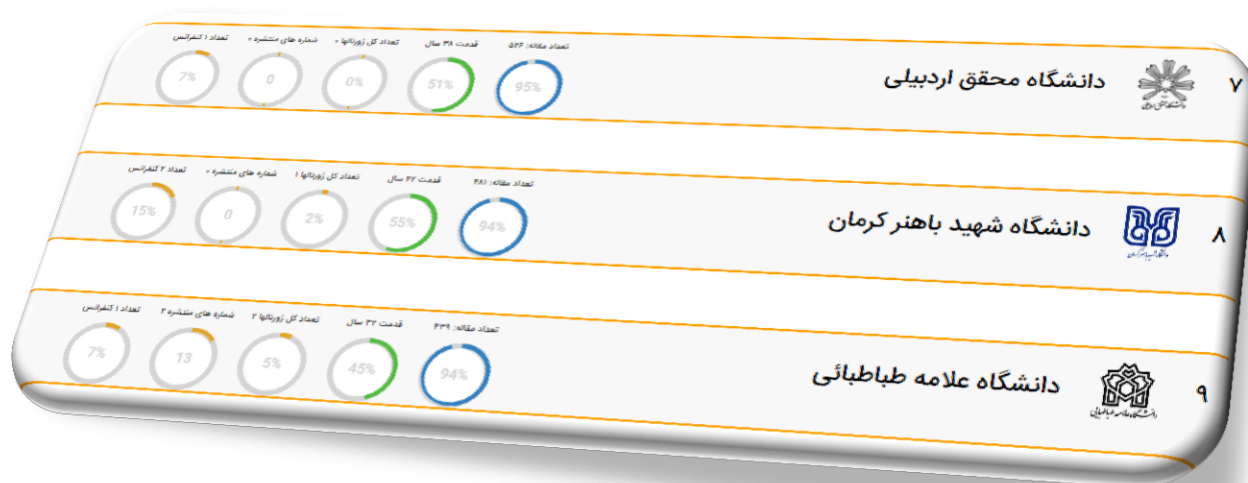 ۷
دانشگاه محقق اردبیلی
تعداد مقاله: ۵۲۶
95%
قدمت ۳۸ سال
51%
تعداد کل ژورنالها ۰
0%
شماره های منتشره ۰
0
تعداد ۱ کنفرانس
7%
۸
دانشگاه شهید باهنر کرمان
تعداد مقاله: ۴۸۱
94%
قدمت ۴۲ سال
55%
تعداد کل ژورنالها ۱
2%
شماره های منتشره ۰
0
تعداد ۲ کنفرانس
15%
۹
دانشگاه علامه طباطبائی
دانشگاه علامه طباطبائی
تعداد مقاله: ۴۳۹
94%
قدمت ۳۲ سال
45%
تعداد کل ژورنالها ۲
5%
شماره های منتشره ۲
13
تعداد ۱ کنفرانس
7%